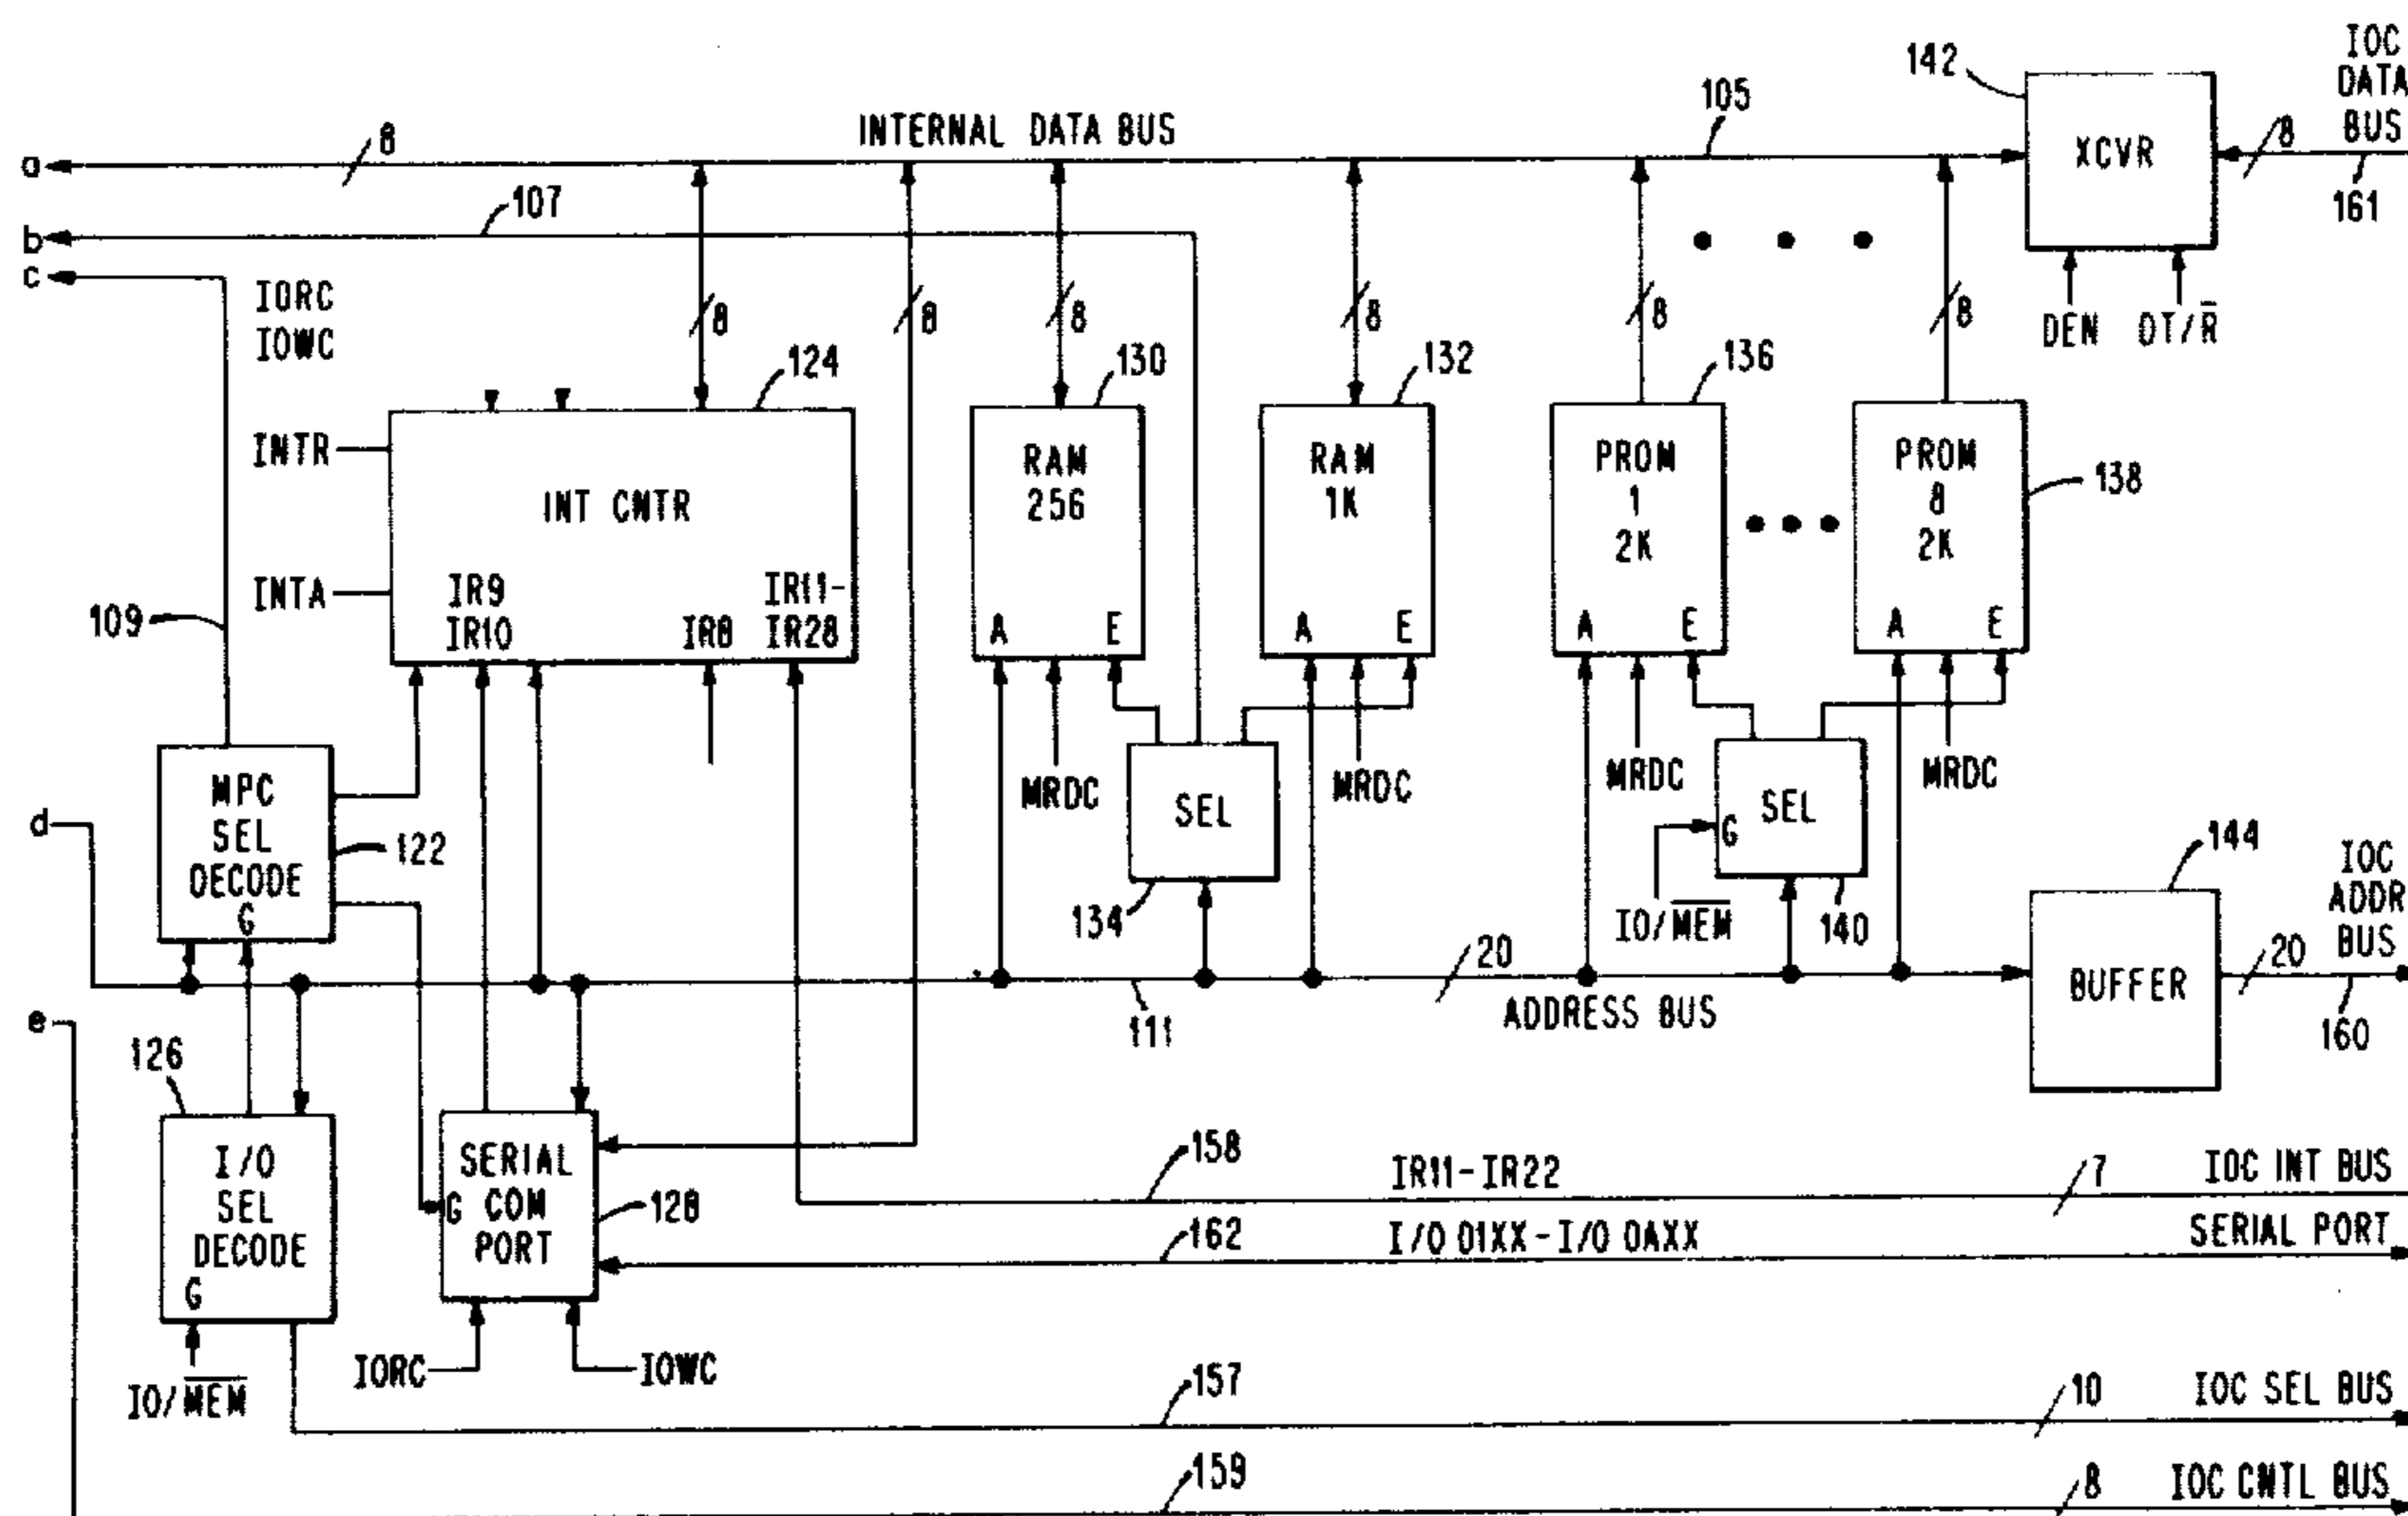 IOC
DATA
BUS
142
105
XCVR
8
161
INTERNAL DATA BUS
a
8
107
b
c
IORC
IOWC
8
8
8
8
8
8
DEN
DT/R̅
124
130
132
136
INTR
INT CNTR
RAM
256
RAM
1K
PROM
1
2K
PROM
8
2K
138
INTA
IR9
IR10
IR8
IR11-
IR28
A
E
A
E
A
E
A
E
109
MPC
SEL
DECODE
G
122
MRDC
SEL
MRDC
MRDC
G
SEL
MRDC
d
134
IO/M̅E̅M̅
140
144
IOC
ADDR
BUS
20
BUFFER
20
160
111
ADDRESS BUS
e
126
I/O
SEL
DECODE
G
SERIAL
COM
PORT
G
128
158
IR11-IR22
7
IOC INT BUS
162
I/O 01XX-I/O 0AXX
SERIAL PORT
IO/M̅E̅M̅
IORC
IOWC
157
10
IOC SEL BUS
159
8
IOC CNTL BUS